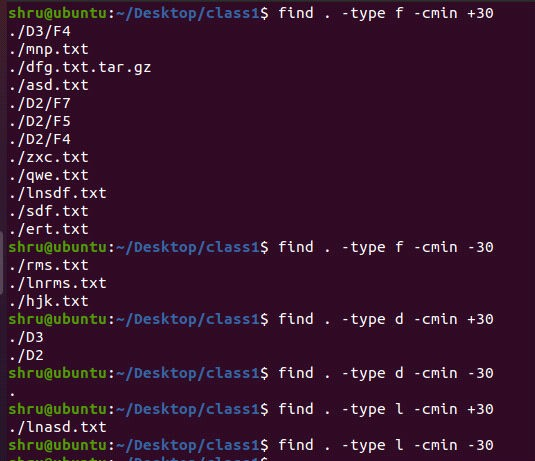 shru@ubuntu:~/Desktop/class1$ find . -type f -cmin +30
./D3/F4
./mnp.txt
./dfg.txt.tar.gz
./asd.txt
./D2/F7
./D2/F5
./D2/F4
./zxc.txt
./qwe.txt
./lnsdf.txt
./sdf.txt
./ert.txt
shru@ubuntu:~/Desktop/class1$ find . -type f -cmin -30
./rms.txt
./lnrms.txt
./hjk.txt
shru@ubuntu:~/Desktop/class1$ find . -type d -cmin +30
./D3
./D2
shru@ubuntu:~/Desktop/class1$ find . -type d -cmin -30
.
shru@ubuntu:~/Desktop/class1$ find . -type l -cmin +30
./lnasd.txt
shru@ubuntu:~/Desktop/class1$ find . -type l -cmin -30